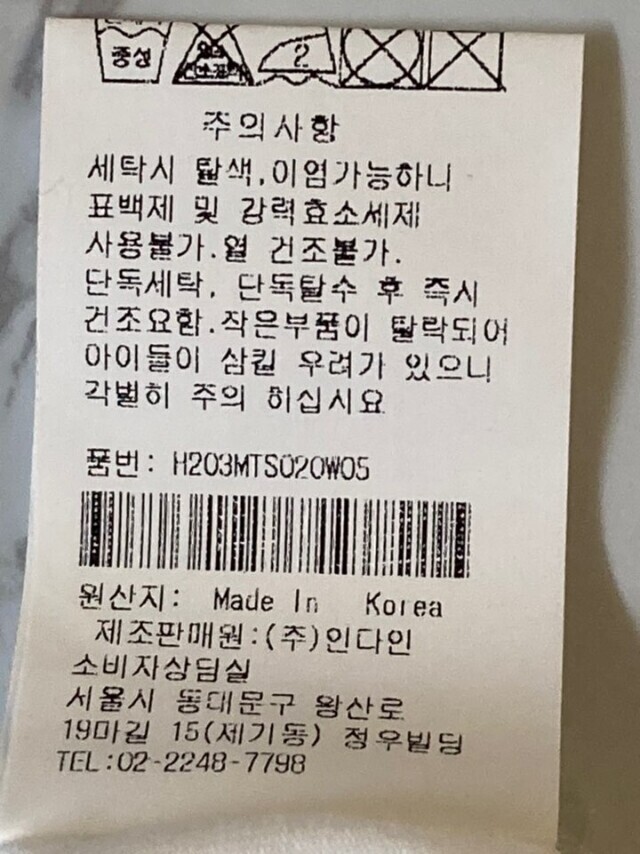 중성
2
주의사항
세탁시 탈색,이염가능하니
표백제 및 강력효소세제
사용불가.열 건조불가.
단독세탁, 단독탈수 후 즉시
건조요함.작은부품이 탈락되어
아이들이 삼킬 우려가 있으니
각별히 주의 하십시요
품번: H203MTS020W05
원산지: Made In Korea
제조판매원:(주)인다인
소비자상담실
서울시 동대문구 왕산로
19마길 15(제기동) 정우빌딩
TEL:02-2248-7798